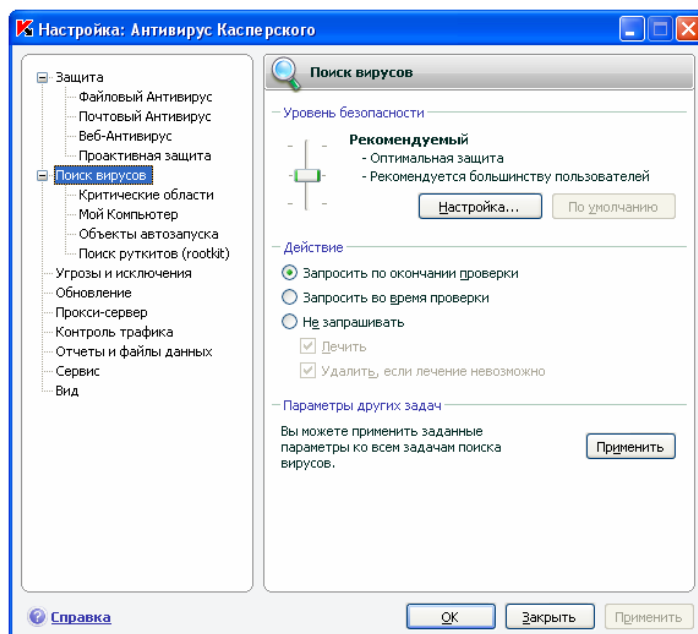 Настройка: Антивирус Касперского
Защита
Файловый Антивирус
Почтовый Антивирус
Веб-Антивирус
Проактивная защита
Поиск вирусов
Критические области
Мой Компьютер
Объекты автозапуска
Поиск руткитов (rootkit)
Угрозы и исключения
Обновление
Прокси-сервер
Контроль трафика
Отчеты и файлы данных
Сервис
Вид
Поиск вирусов
Уровень безопасности
Рекомендуемый
- Оптимальная защита
- Рекомендуется большинству пользователей
Настройка... По умолчанию
Действие
Запросить по окончании проверки
Запросить во время проверки
Не запрашивать
Лечить
Удалить, если лечение невозможно
Параметры других задач
Вы можете применить заданные
параметры ко всем задачам поиска
вирусов.
Применить
Справка
ОК Закрыть Применить